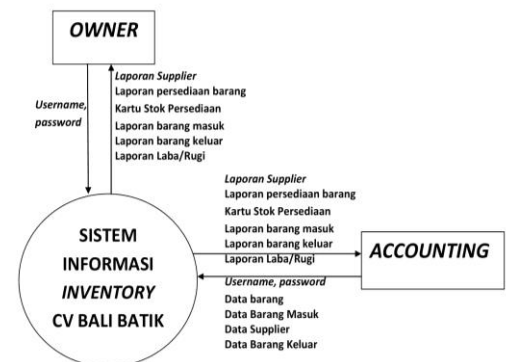 OWNER
Username,
password
Laporan Supplier
Laporan persediaan barang
Kartu Stok Persediaan
Laporan barang masuk
Laporan barang keluar
Laporan Laba/Rugi
SISTEM
INFORMASI
INVENTORY
CV BALI BATIK
Laporan Supplier
Laporan persediaan barang
Kartu Stok Persediaan
Laporan barang masuk
Laporan barang keluar
Laporan Laba/Rugi
Username, password
Data barang
Data Barang Masuk
Data Supplier
Data Barang Keluar
ACCOUNTING